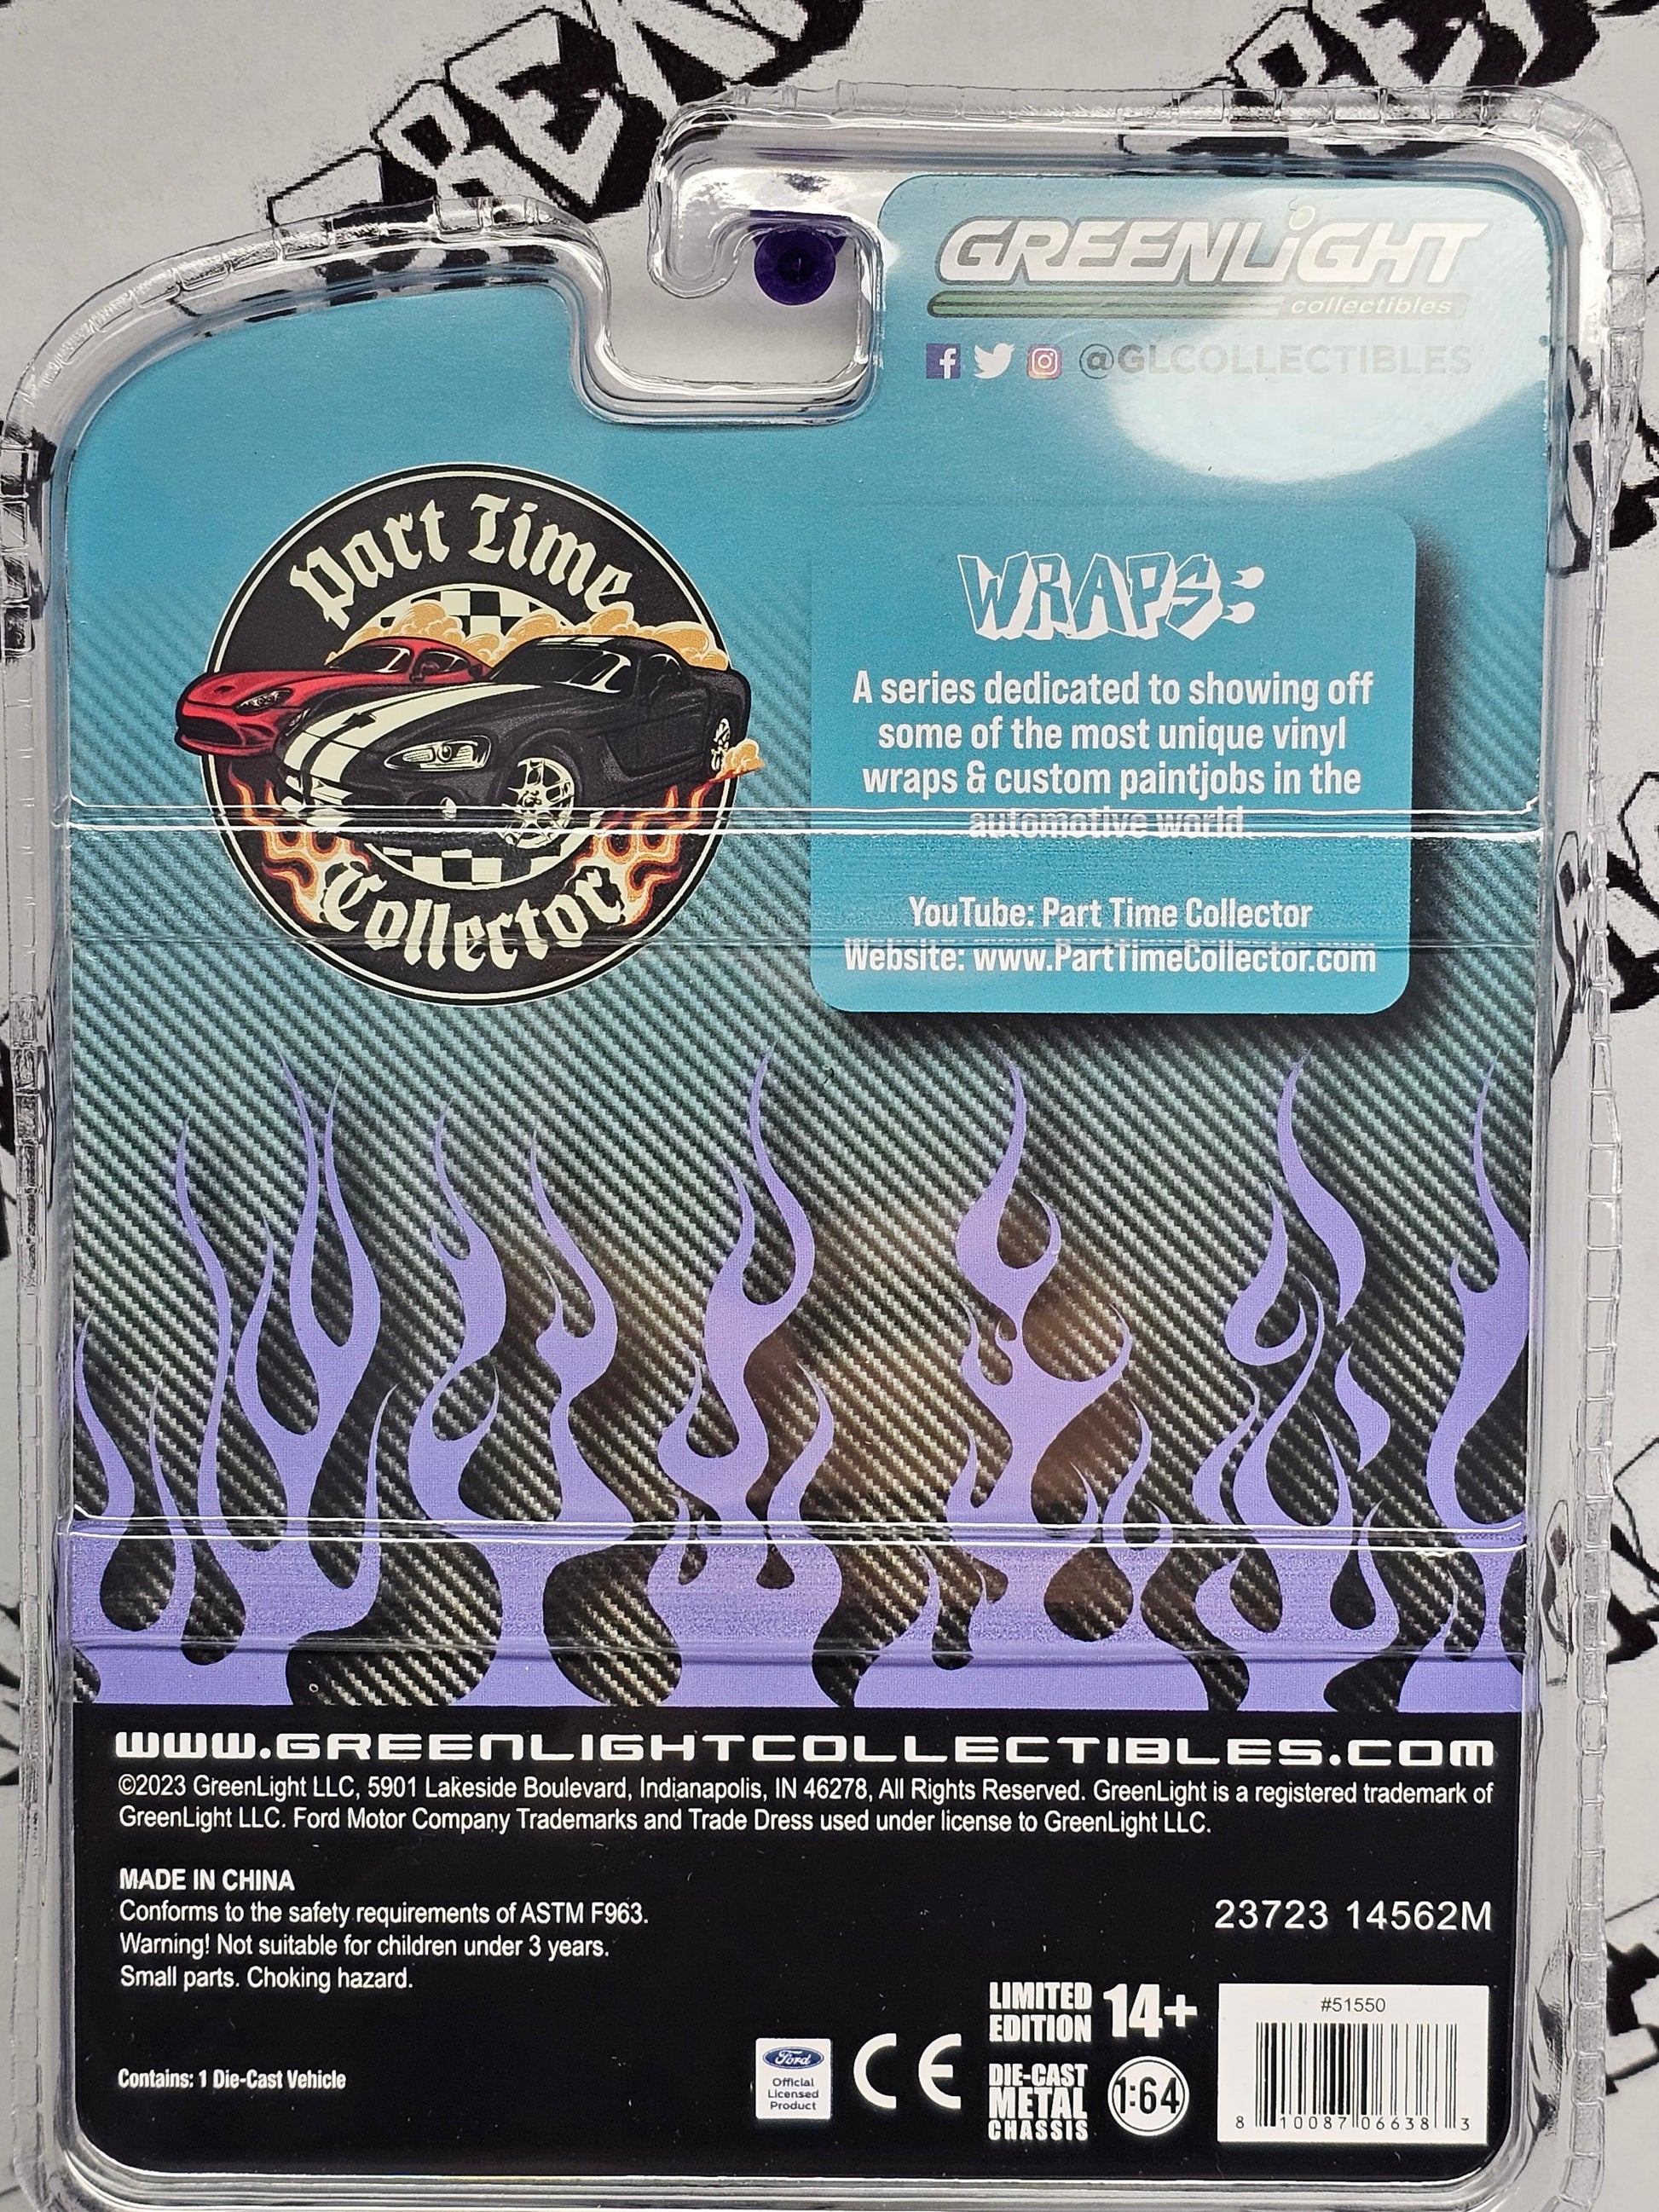 GREENLiGHT
collectibles
@GLCOLLECTIBLES
Part Time
Collector
WRAPS:
A series dedicated to showing off
some of the most unique vinyl
wraps & custom paintjobs in the
automotive world
YouTube: Part Time Collector
Website: www.PartTimeCollector.com
WWW.GREENLIGHTCOLLECTIBLES.COM
©2023 GreenLight LLC, 5901 Lakeside Boulevard, Indianapolis, IN 46278, All Rights Reserved. GreenLight is a registered trademark of
GreenLight LLC. Ford Motor Company Trademarks and Trade Dress used under license to GreenLight LLC.
MADE IN CHINA
Conforms to the safety requirements of ASTM F963.
Warning! Not suitable for children under 3 years.
Small parts. Choking hazard.
23723 14562M
Contains: 1 Die-Cast Vehicle
Ford
Official
Licensed
Product
CE
LIMITED
EDITION
14+
DIE-CAST
METAL
CHASSIS
1:64
#51550
8 10087 06638 3